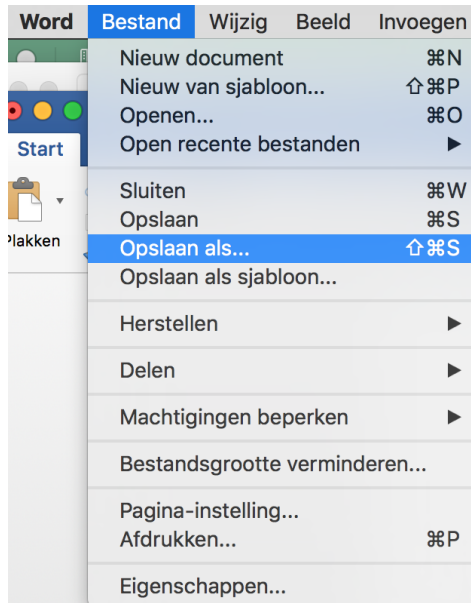 Word Bestand Wijzig Beeld Invoegen
Nieuw document ⌘N
Nieuw van sjabloon... ⇧⌘P
Openen... ⌘O
Open recente bestanden ▶
Start
Sluiten ⌘W
Opslaan ⌘S
Plakken
Opslaan als... ⇧⌘S
Opslaan als sjabloon...
Herstellen ▶
Delen ▶
Machtigingen beperken ▶
Bestandsgrootte verminderen...
Pagina-instelling...
Afdrukken... ⌘P
Eigenschappen...